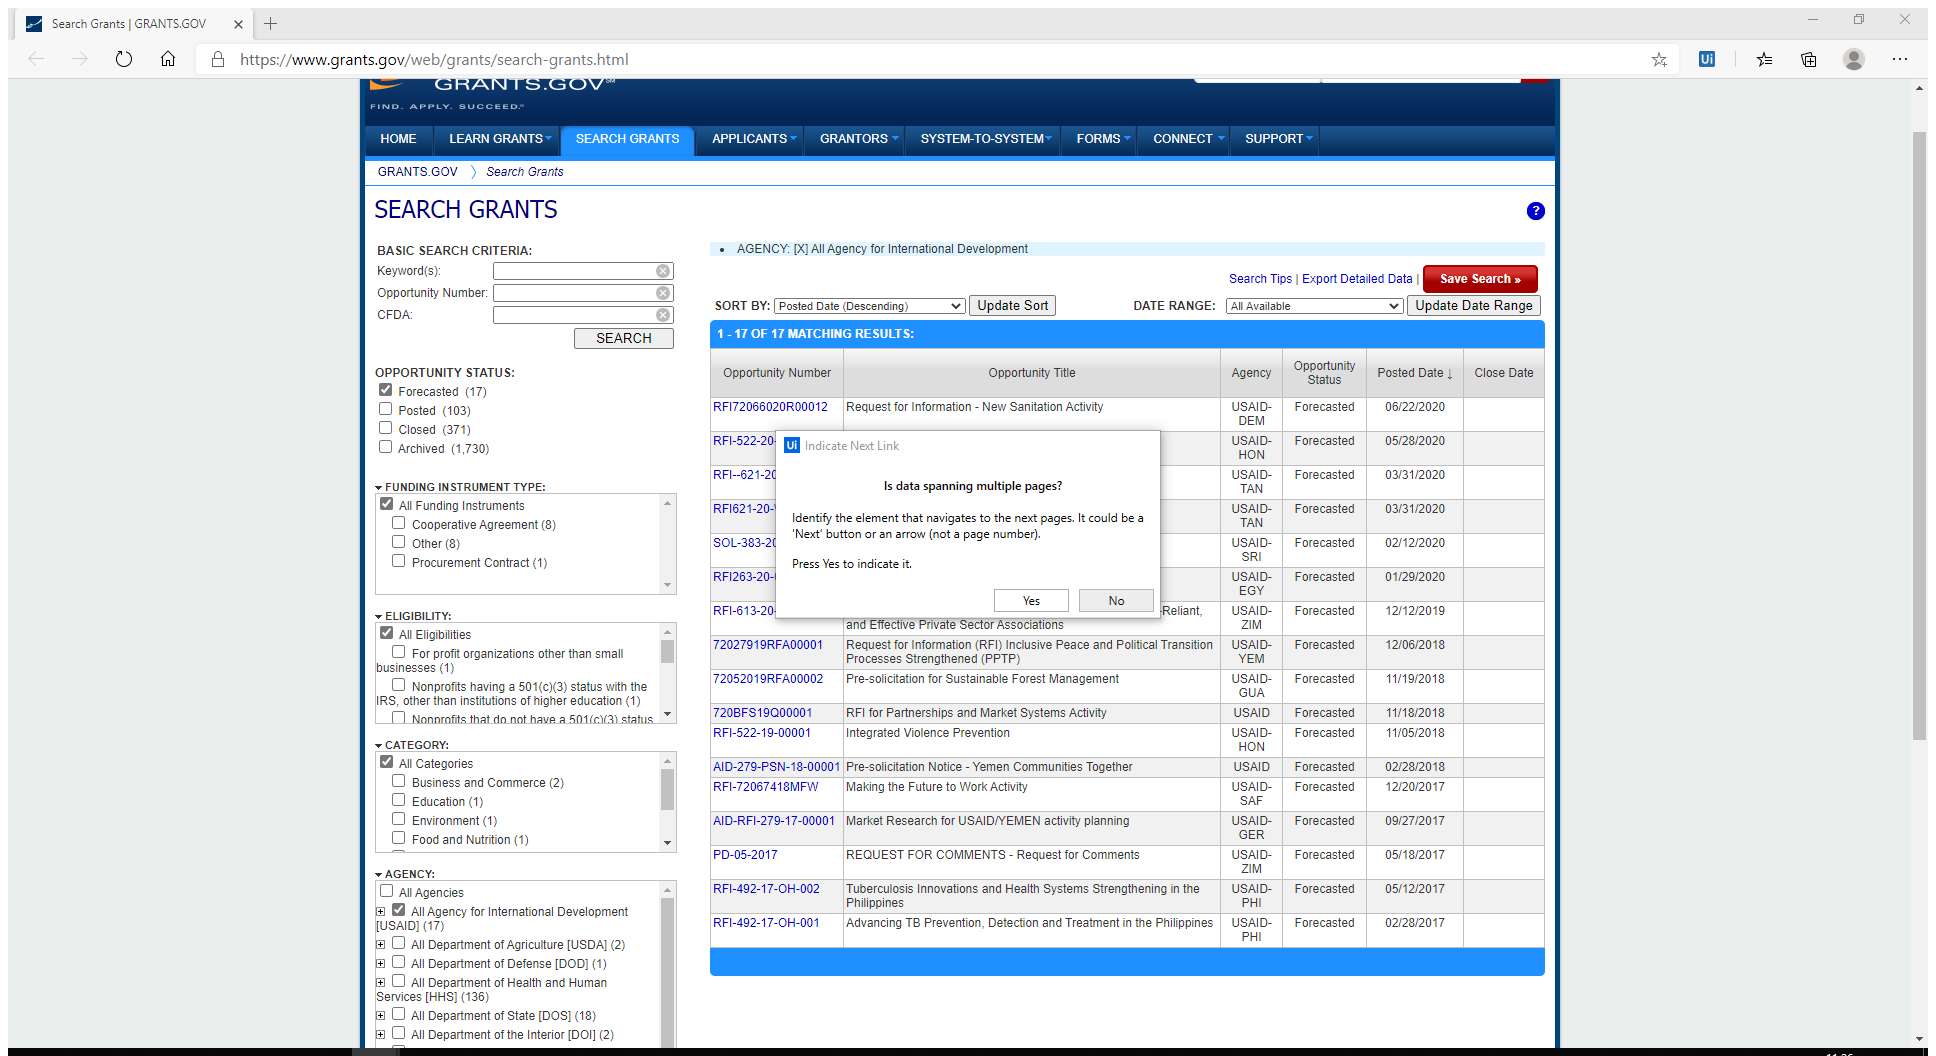 Search Grants | GRANTS.GOV
https://www.grants.gov/web/grants/search-grants.html
Ui
GRANTS.GOV℠
FIND. APPLY. SUCCEED.℠
HOME
LEARN GRANTS
SEARCH GRANTS
APPLICANTS
GRANTORS
SYSTEM-TO-SYSTEM
FORMS
CONNECT
SUPPORT
GRANTS.GOV 〉 Search Grants
SEARCH GRANTS
?
BASIC SEARCH CRITERIA:
Keyword(s):
Opportunity Number:
CFDA:
SEARCH
OPPORTUNITY STATUS:
Forecasted (17)
Posted (103)
Closed (371)
Archived (1,730)
FUNDING INSTRUMENT TYPE:
All Funding Instruments
Cooperative Agreement (8)
Other (8)
Procurement Contract (1)
ELIGIBILITY:
All Eligibilities
For profit organizations other than small
businesses (1)
Nonprofits having a 501(c)(3) status with the
IRS, other than institutions of higher education (1)
Nonprofits that do not have a 501(c)(3) status
CATEGORY:
All Categories
Business and Commerce (2)
Education (1)
Environment (1)
Food and Nutrition (1)
AGENCY:
All Agencies
All Agency for International Development
[USAID] (17)
All Department of Agriculture [USDA] (2)
All Department of Defense [DOD] (1)
All Department of Health and Human
Services [HHS] (136)
All Department of State [DOS] (18)
All Department of the Interior [DOI] (2)
• AGENCY: [X] All Agency for International Development
Search Tips | Export Detailed Data | Save Search »
SORT BY: Posted Date (Descending) Update Sort DATE RANGE: All Available Update Date Range
1 - 17 OF 17 MATCHING RESULTS:
Opportunity Number Opportunity Title Agency Opportunity Status Posted Date ↓ Close Date
RFI72066020R00012 Request for Information - New Sanitation Activity USAID-DEM Forecasted 06/22/2020
RFI-522-20- USAID-HON Forecasted 05/28/2020
RFI--621-20 USAID-TAN Forecasted 03/31/2020
RFI621-20- USAID-TAN Forecasted 03/31/2020
SOL-383-20 USAID-SRI Forecasted 02/12/2020
RFI263-20- USAID-EGY Forecasted 01/29/2020
RFI-613-20- -Reliant, and Effective Private Sector Associations USAID-ZIM Forecasted 12/12/2019
72027919RFA00001 Request for Information (RFI) Inclusive Peace and Political Transition Processes Strengthened (PPTP) USAID-YEM Forecasted 12/06/2018
72052019RFA00002 Pre-solicitation for Sustainable Forest Management USAID-GUA Forecasted 11/19/2018
720BFS19Q00001 RFI for Partnerships and Market Systems Activity USAID Forecasted 11/18/2018
RFI-522-19-00001 Integrated Violence Prevention USAID-HON Forecasted 11/05/2018
AID-279-PSN-18-00001 Pre-solicitation Notice - Yemen Communities Together USAID Forecasted 02/28/2018
RFI-72067418MFW Making the Future to Work Activity USAID-SAF Forecasted 12/20/2017
AID-RFI-279-17-00001 Market Research for USAID/YEMEN activity planning USAID-GER Forecasted 09/27/2017
PD-05-2017 REQUEST FOR COMMENTS - Request for Comments USAID-ZIM Forecasted 05/18/2017
RFI-492-17-OH-002 Tuberculosis Innovations and Health Systems Strengthening in the Philippines USAID-PHI Forecasted 05/12/2017
RFI-492-17-OH-001 Advancing TB Prevention, Detection and Treatment in the Philippines USAID-PHI Forecasted 02/28/2017
Ui Indicate Next Link
Is data spanning multiple pages?
Identify the element that navigates to the next pages. It could be a
'Next' button or an arrow (not a page number).
Press Yes to indicate it.
Yes
No